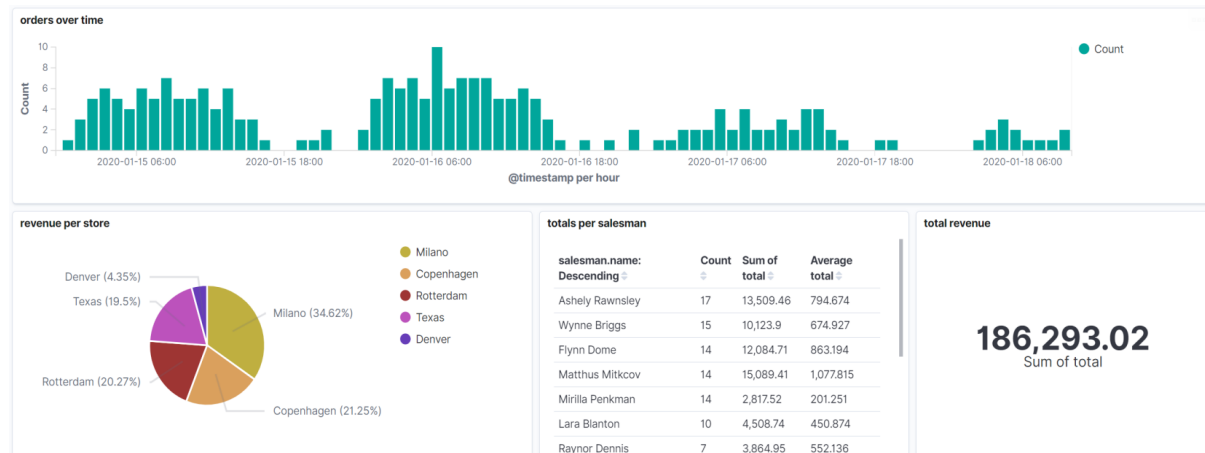 orders over time
10
8
6
4
2
0
Count
2020-01-15 06:00
2020-01-15 18:00
2020-01-16 06:00
2020-01-16 18:00
2020-01-17 06:00
2020-01-17 18:00
2020-01-18 06:00
@timestamp per hour
Count
revenue per store
Denver (4.35%)
Texas (19.5%)
Milano (34.62%)
Rotterdam (20.27%)
Copenhagen (21.25%)
Milano
Copenhagen
Rotterdam
Texas
Denver
totals per salesman
salesman.name: Count Sum of Average
Descending total total
Ashely Rawnsley 17 13,509.46 794.674
Wynne Briggs 15 10,123.9 674.927
Flynn Dome 14 12,084.71 863.194
Matthus Mitkcov 14 15,089.41 1,077.815
Mirilla Penkman 14 2,817.52 201.251
Lara Blanton 10 4,508.74 450.874
Raynor Dennis 7 3,864.95 552.136
total revenue
186,293.02
Sum of total